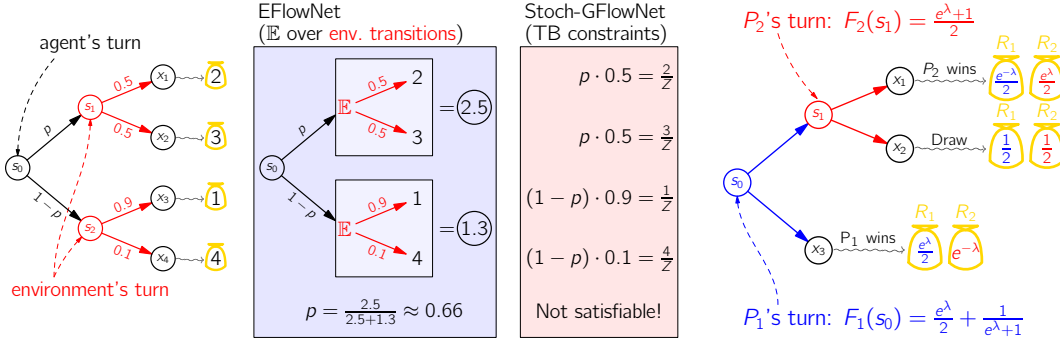 agent's turn
0.5
x₁
2
s₁
p
0.5
x₂
3
s₀
1−p
0.9
x₃
1
s₂
0.1
x₄
4
environment's turn
EFlowNet
(𝔼 over env. transitions)
0.5
2
𝔼
= 2.5
p
0.5
3
s₀
1−p
0.9
1
𝔼
= 1.3
0.1
4
p = 2.5/(2.5+1.3) ≈ 0.66
Stoch-GFlowNet
(TB constraints)
p · 0.5 = 2/Z
p · 0.5 = 3/Z
(1 − p) · 0.9 = 1/Z
(1 − p) · 0.1 = 4/Z
Not satisfiable!
P₂'s turn: F₂(s₁) = (e^λ+1)/2
R₁ R₂
x₁ P₂ wins e^{−λ}/2 e^λ/2
s₁
R₁ R₂
x₂ Draw 1/2 1/2
s₀
R₁ R₂
x₃ P₁ wins e^λ/2 e^{−λ}
P₁'s turn: F₁(s₀) = e^λ/2 + 1/(e^λ+1)